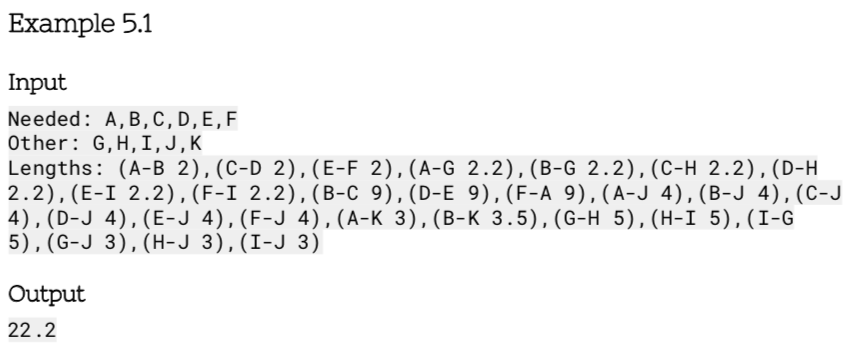 Example 5.1
Input
Needed: A,B,C,D,E,F
Other: G,H,I,J,K
Lengths: (A-B 2),(C-D 2),(E-F 2),(A-G 2.2),(B-G 2.2),(C-H 2.2),(D-H
2.2),(E-I 2.2),(F-I 2.2),(B-C 9),(D-E 9),(F-A 9),(A-J 4),(B-J 4),(C-J
4),(D-J 4),(E-J 4),(F-J 4),(A-K 3),(B-K 3.5),(G-H 5),(H-I 5),(I-G
5),(G-J 3),(H-J 3),(I-J 3)
Output
22.2